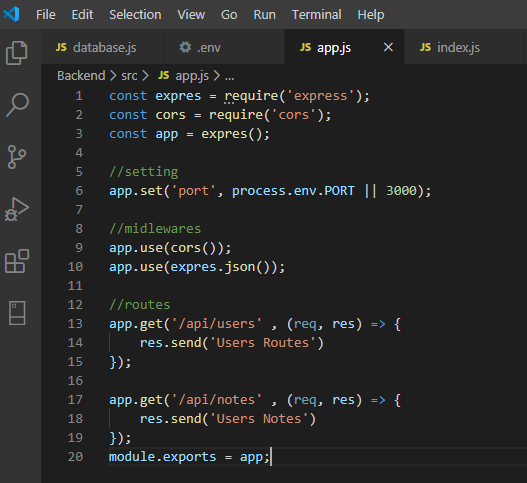 File Edit Selection View Go Run Terminal Help
JS database.js .env JS app.js × JS index.js
Backend > src > JS app.js > ...
1 const expres = require('express');
2 const cors = require('cors');
3 const app = expres();
4
5 //setting
6 app.set('port', process.env.PORT || 3000);
7
8 //midlewares
9 app.use(cors());
10 app.use(expres.json());
11
12 //routes
13 app.get('/api/users' , (req, res) => {
14     res.send('Users Routes')
15 });
16
17 app.get('/api/notes' , (req, res) => {
18     res.send('Users Notes')
19 });
20 module.exports = app;